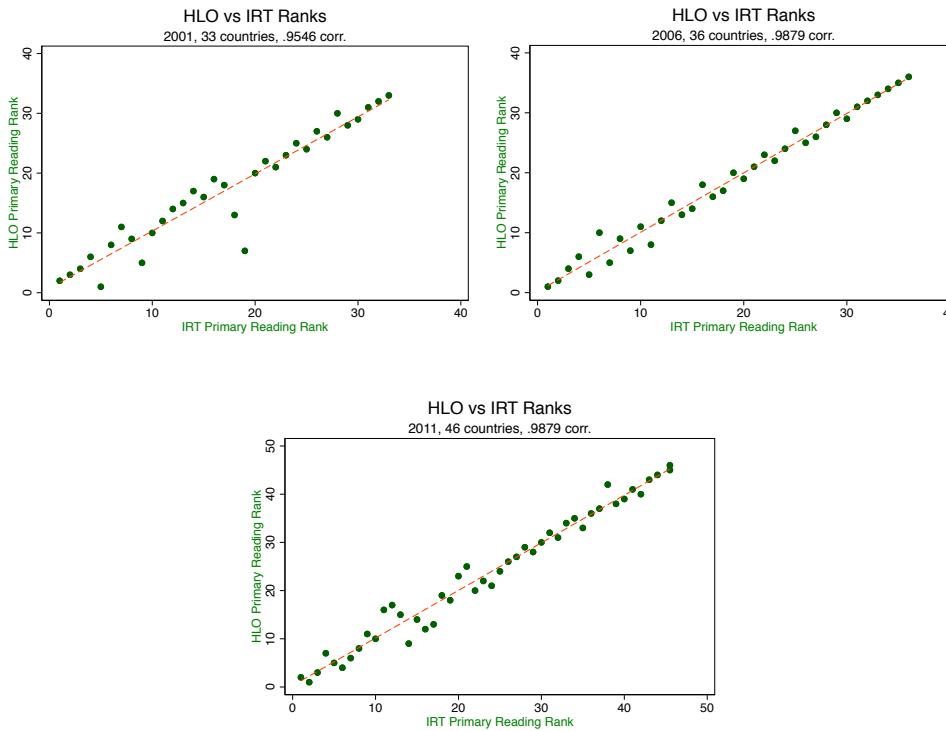 HLO vs IRT Ranks
2001, 33 countries, .9546 corr.
HLO Primary Reading Rank
40
30
20
10
0
0 10 20 30 40
IRT Primary Reading Rank
HLO vs IRT Ranks
2006, 36 countries, .9879 corr.
HLO Primary Reading Rank
40
30
20
10
0
0 10 20 30 4
IRT Primary Reading Rank
HLO vs IRT Ranks
2011, 46 countries, .9879 corr.
HLO Primary Reading Rank
50
40
30
20
10
0
0 10 20 30 40 50
IRT Primary Reading Rank